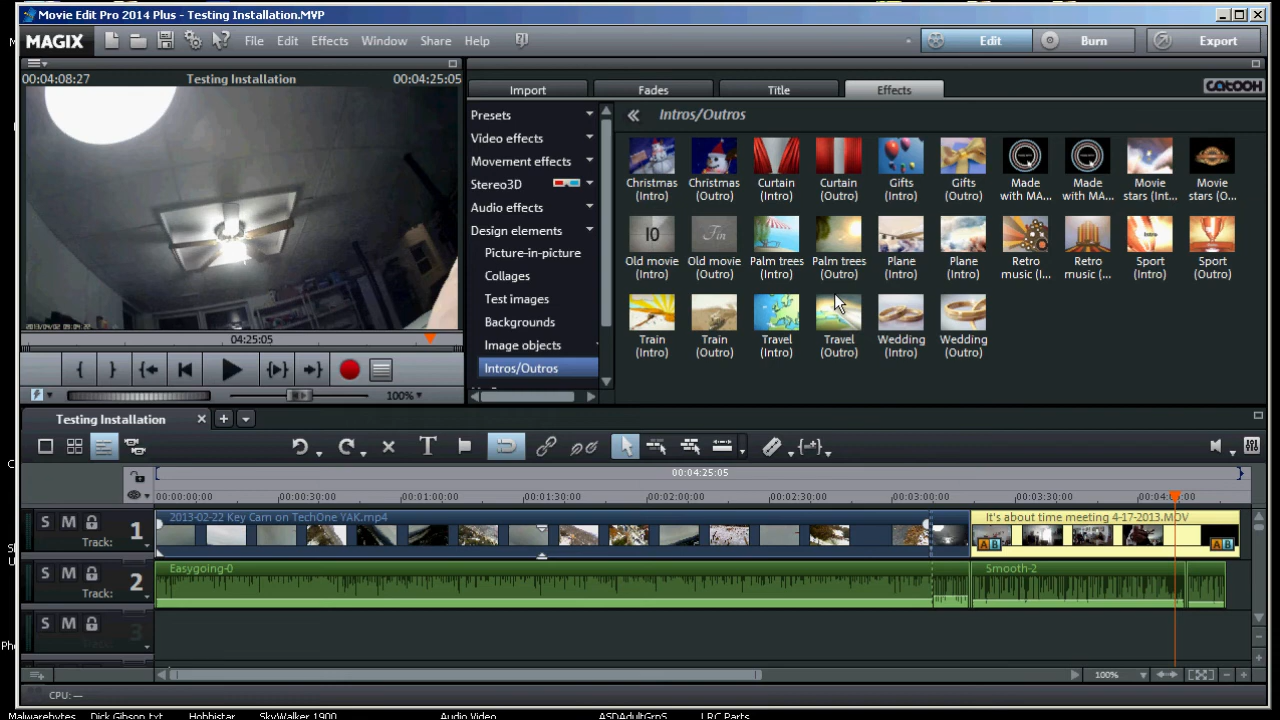 Movie Edit Pro 2014 Plus - Testing Installation.MVP
MAGIX File Edit Effects Window Share Help Edit Burn Export
00:04:08:27 Testing Installation 00:04:25:05
Import Fades Title Effects CATOOH
Presets
Video effects
Movement effects
Stereo3D
Audio effects
Design elements
Picture-in-picture
Collages
Test images
Backgrounds
Image objects
Intros/Outros
Intros/Outros
Christmas (Intro)
Christmas (Outro)
Curtain (Intro)
Curtain (Outro)
Gifts (Intro)
Gifts (Outro)
Made with MA...
Made with MA...
Movie stars (Int...
Movie stars (O...
10
Old movie (Intro)
Fin
Old movie (Outro)
Palm trees (Intro)
Palm trees (Outro)
Plane (Intro)
Plane (Intro)
Retro music (I...
Retro music (...
Sport (Intro)
Sport (Outro)
Train (Intro)
Train (Outro)
Travel (Intro)
Travel (Outro)
Wedding (Intro)
Wedding (Outro)
04:25:05
100%
Testing Installation
00:04:25:05
00:00:00:00 00:00:30:00 00:01:00:00 00:01:30:00 00:02:00:00 00:02:30:00 00:03:00:00 00:03:30:00
S M 1
Track:
2013-02-22 Key Cam on TechOne YAK.mp4
It's about time meeting 4-17-2013.MOV
AB
AB
S M 2
Track:
Easygoing-0
Smooth-2
S M 3
100%
CPU: —
Malwarebytes Dick Gibson.txt Hobbistar SkyWalker 1900 Audio Video ASDAdultGrpS LRC Parts